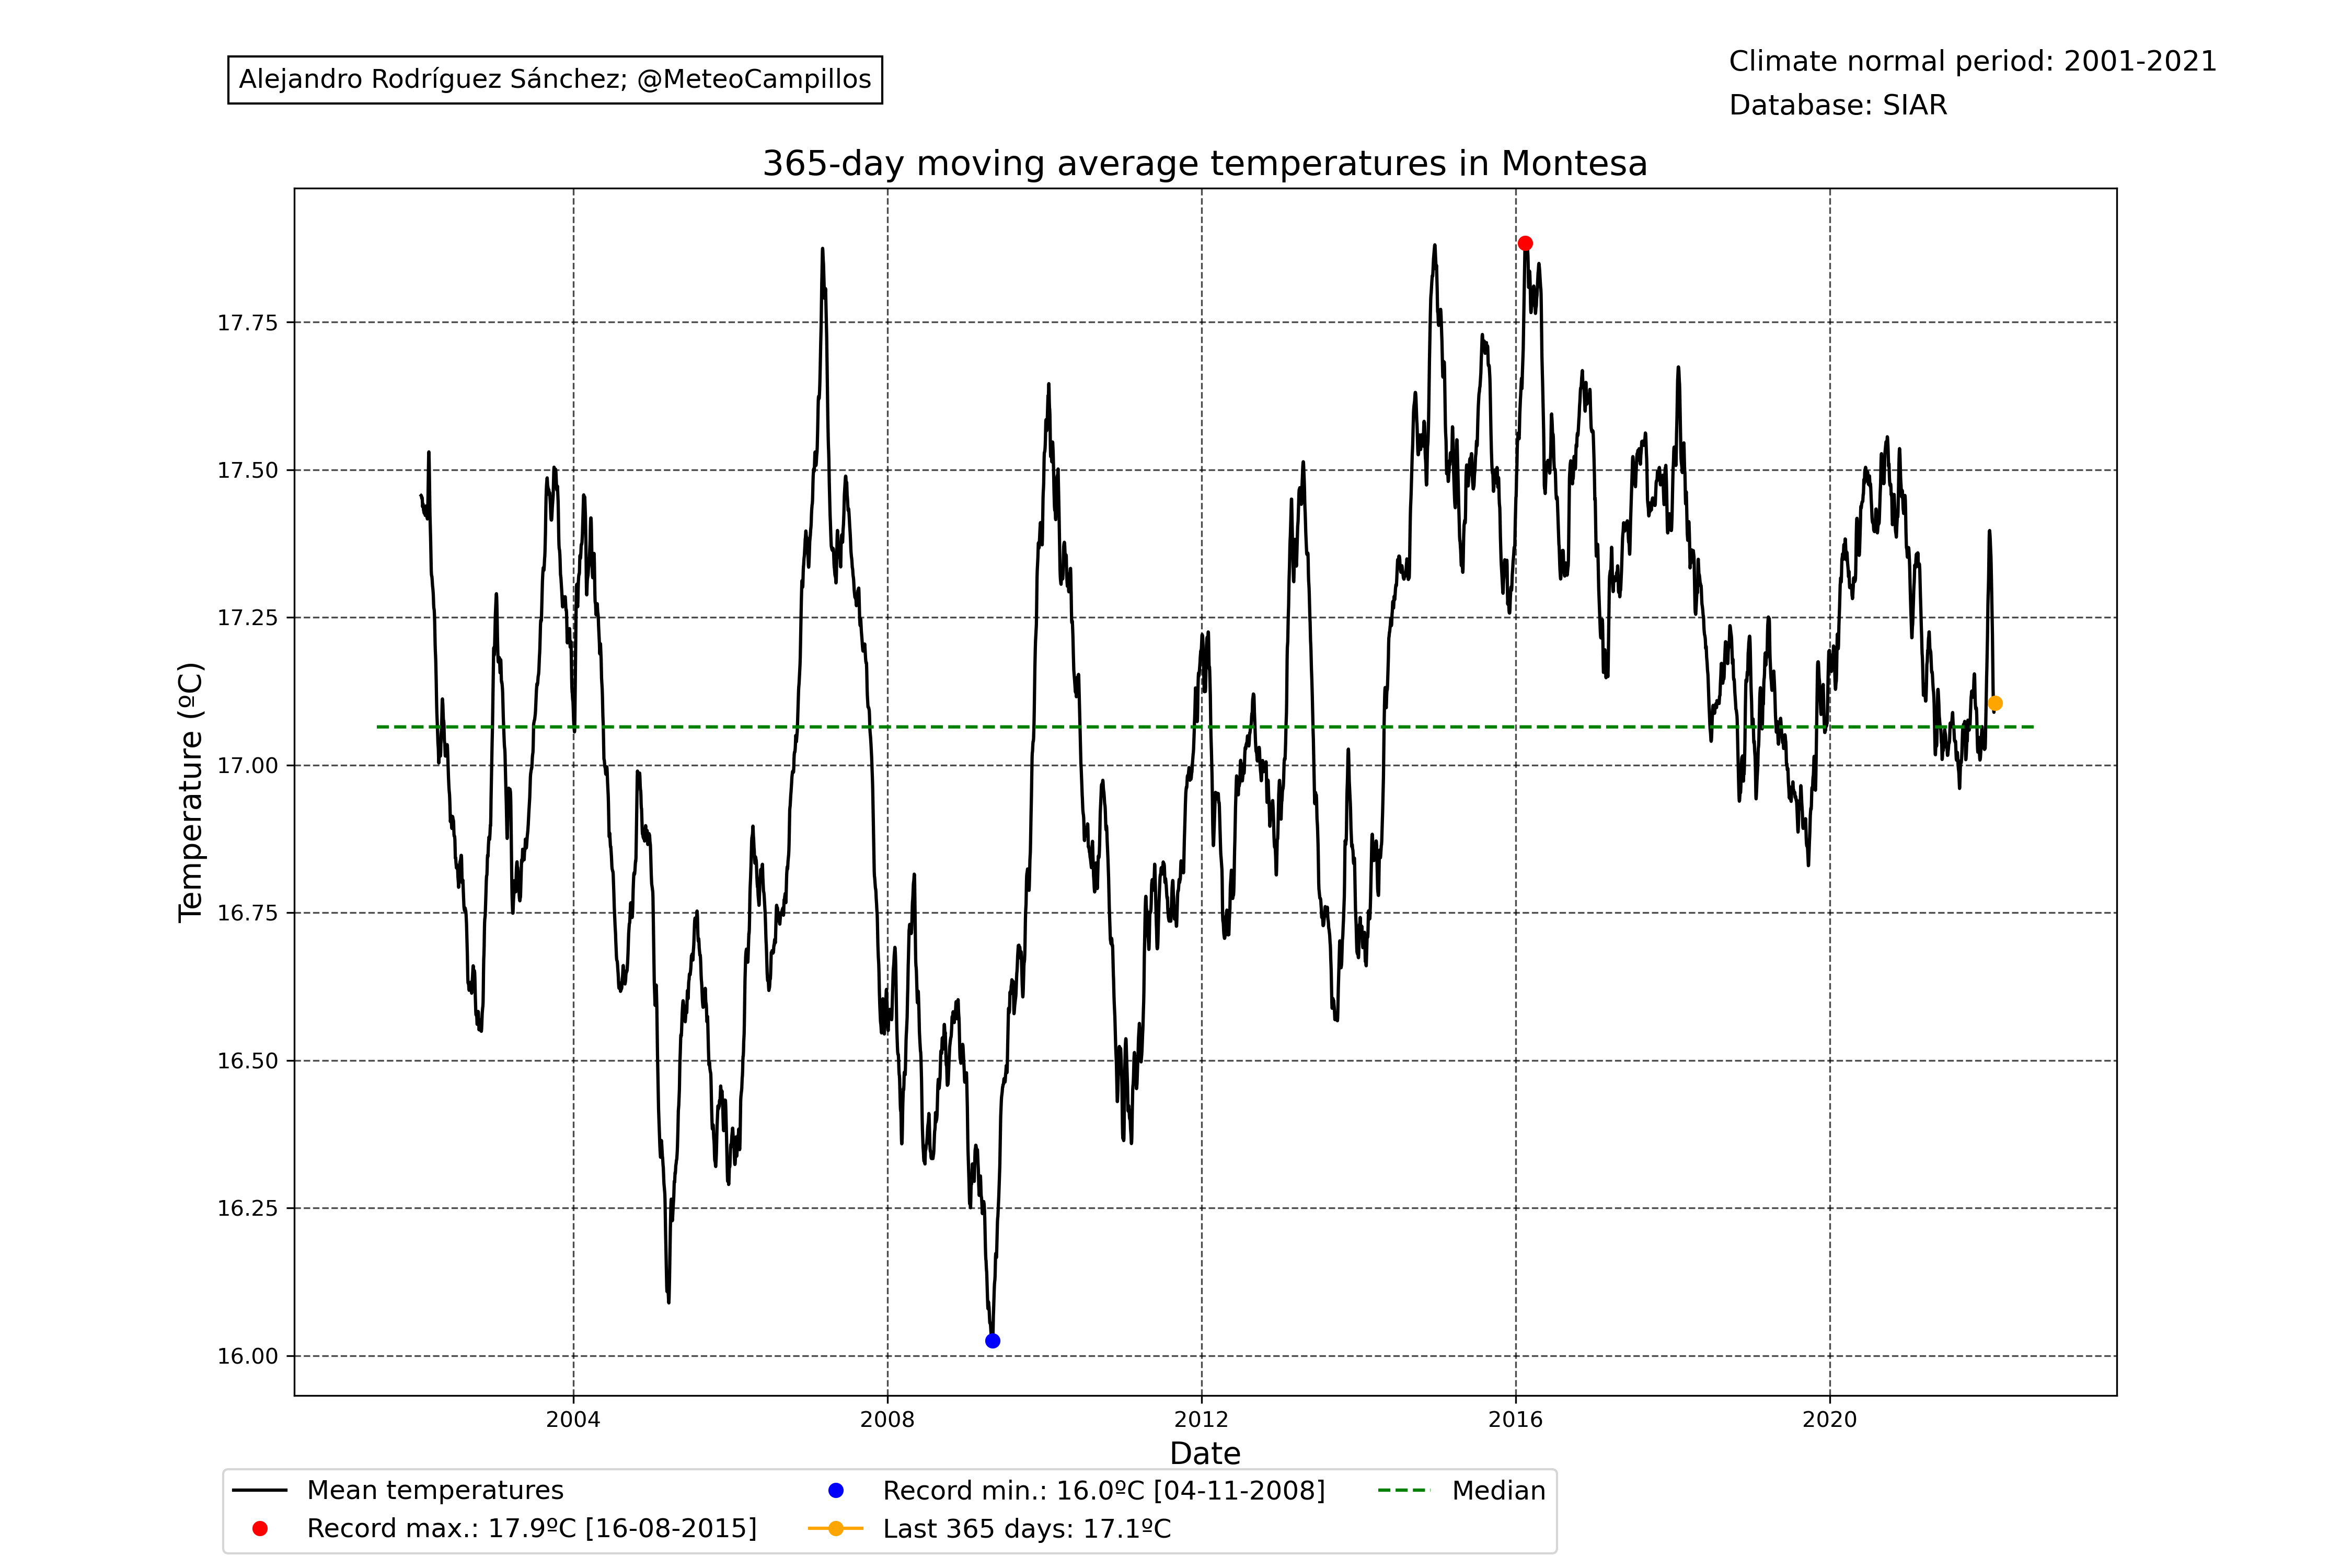 Alejandro Rodríguez Sánchez; @MeteoCampillos
Climate normal period: 2001-2021
Database: SIAR
365-day moving average temperatures in Montesa
17.75
17.50
17.25
17.00
16.75
16.50
16.25
16.00
Temperature (ºC)
2004
2008
2012
2016
2020
Date
Mean temperatures
Record max.: 17.9ºC [16-08-2015]
Record min.: 16.0ºC [04-11-2008]
Last 365 days: 17.1ºC
Median